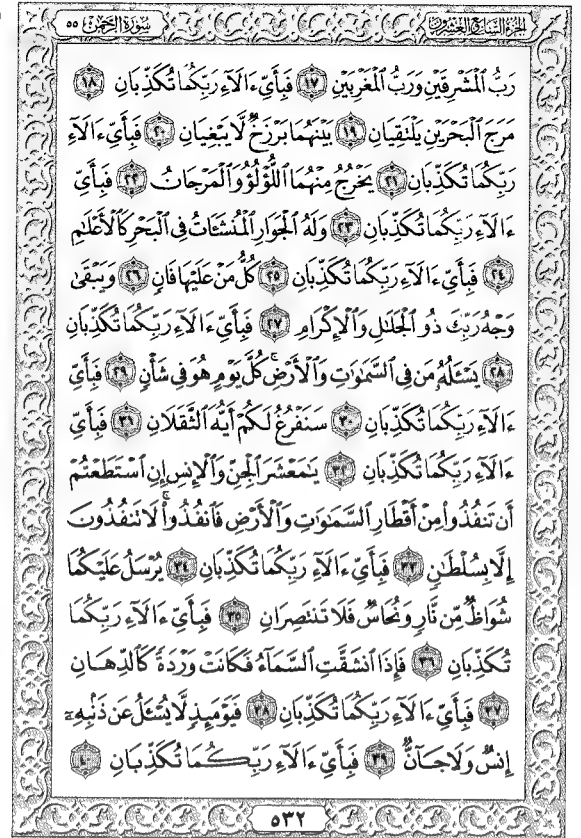 الجزء السابع والعشرون سورة الرحمن ٥٥
رَبُّ ٱلْمَشْرِقَيْنِ وَرَبُّ ٱلْمَغْرِبَيْنِ ١٧ فَبِأَيِّ ءَالَآءِ رَبِّكُمَا تُكَذِّبَانِ ١٨
مَرَجَ ٱلْبَحْرَيْنِ يَلْتَقِيَانِ ١٩ بَيْنَهُمَا بَرْزَخٌ لَّا يَبْغِيَانِ ٢٠ فَبِأَيِّ ءَالَآءِ
رَبِّكُمَا تُكَذِّبَانِ ٢١ يَخْرُجُ مِنْهُمَا ٱللُّؤْلُؤُ وَٱلْمَرْجَانُ ٢٢ فَبِأَيِّ
ءَالَآءِ رَبِّكُمَا تُكَذِّبَانِ ٢٣ وَلَهُ ٱلْجَوَارِ ٱلْمُنشَـَٔاتُ فِى ٱلْبَحْرِ كَٱلْأَعْلَٰمِ
٢٤ فَبِأَيِّ ءَالَآءِ رَبِّكُمَا تُكَذِّبَانِ ٢٥ كُلُّ مَنْ عَلَيْهَا فَانٍ ٢٦ وَيَبْقَىٰ
وَجْهُ رَبِّكَ ذُو ٱلْجَلَٰلِ وَٱلْإِكْرَامِ ٢٧ فَبِأَيِّ ءَالَآءِ رَبِّكُمَا تُكَذِّبَانِ
٢٨ يَسْـَٔلُهُۥ مَن فِى ٱلسَّمَٰوَٰتِ وَٱلْأَرْضِ ۚ كُلَّ يَوْمٍ هُوَ فِى شَأْنٍ ٢٩ فَبِأَيِّ
ءَالَآءِ رَبِّكُمَا تُكَذِّبَانِ ٣٠ سَنَفْرُغُ لَكُمْ أَيُّهَ ٱلثَّقَلَانِ ٣١ فَبِأَيِّ
ءَالَآءِ رَبِّكُمَا تُكَذِّبَانِ ٣٢ يَٰمَعْشَرَ ٱلْجِنِّ وَٱلْإِنسِ إِنِ ٱسْتَطَعْتُمْ
أَن تَنفُذُوا۟ مِنْ أَقْطَارِ ٱلسَّمَٰوَٰتِ وَٱلْأَرْضِ فَٱنفُذُوا۟ ۚ لَا تَنفُذُونَ
إِلَّا بِسُلْطَٰنٍ ٣٣ فَبِأَيِّ ءَالَآءِ رَبِّكُمَا تُكَذِّبَانِ ٣٤ يُرْسَلُ عَلَيْكُمَا
شُوَاظٌ مِّن نَّارٍ وَنُحَاسٌ فَلَا تَنتَصِرَانِ ٣٥ فَبِأَيِّ ءَالَآءِ رَبِّكُمَا
تُكَذِّبَانِ ٣٦ فَإِذَا ٱنشَقَّتِ ٱلسَّمَآءُ فَكَانَتْ وَرْدَةً كَٱلدِّهَانِ
٣٧ فَبِأَيِّ ءَالَآءِ رَبِّكُمَا تُكَذِّبَانِ ٣٨ فَيَوْمَئِذٍ لَّا يُسْـَٔلُ عَن ذَنۢبِهِۦٓ
إِنسٌ وَلَا جَآنٌّ ٣٩ فَبِأَيِّ ءَالَآءِ رَبِّكُمَا تُكَذِّبَانِ ٤٠
٥٣٢